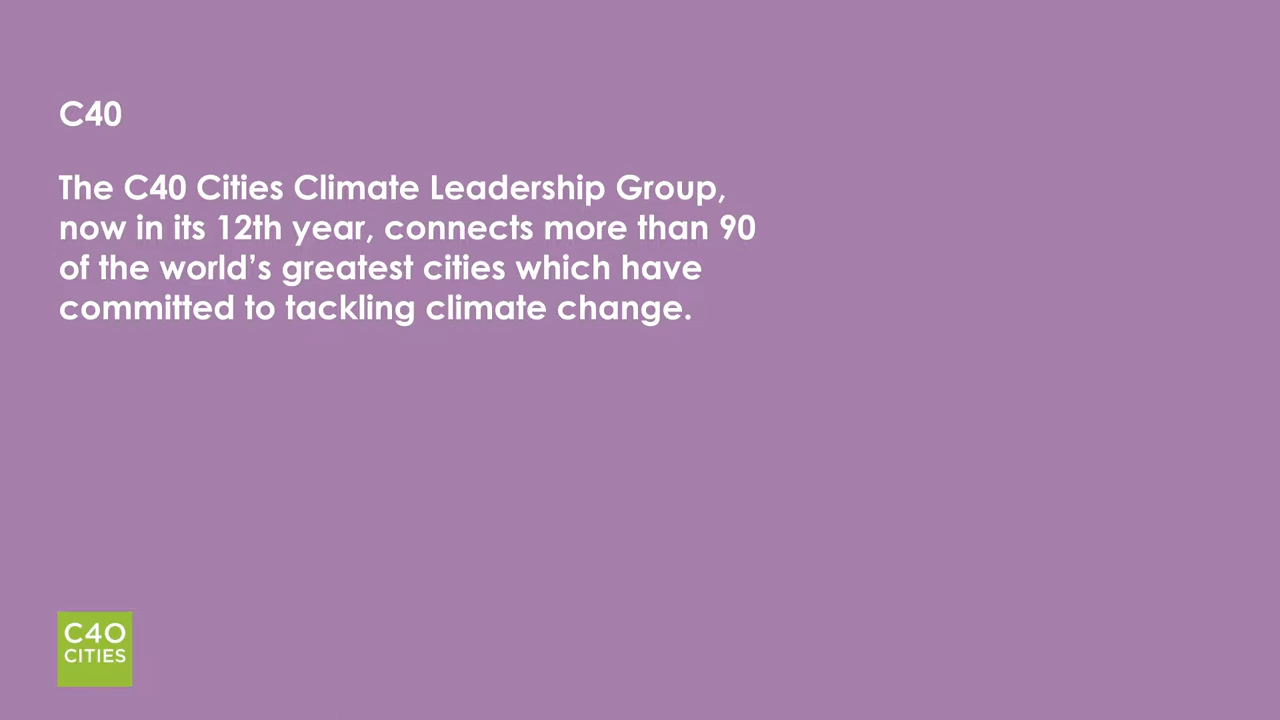 C40
The C40 Cities Climate Leadership Group,
now in its 12th year, connects more than 90
of the world’s greatest cities which have
committed to tackling climate change.
C40
CITIES